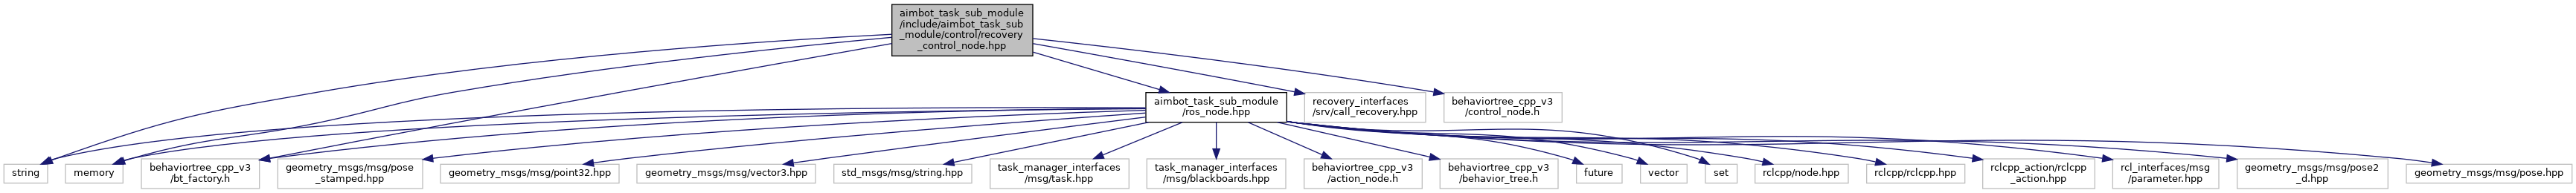 aimbot_task_sub_module
/include/aimbot_task_sub
_module/control/recovery
_control_node.hpp
aimbot_task_sub_module
/ros_node.hpp
recovery_interfaces
/srv/call_recovery.hpp
behaviortree_cpp_v3
/control_node.h
string
memory
behaviortree_cpp_v3
/bt_factory.h
geometry_msgs/msg/pose
_stamped.hpp
geometry_msgs/msg/point32.hpp
geometry_msgs/msg/vector3.hpp
std_msgs/msg/string.hpp
task_manager_interfaces
/msg/task.hpp
task_manager_interfaces
/msg/blackboards.hpp
behaviortree_cpp_v3
/action_node.h
behaviortree_cpp_v3
/behavior_tree.h
future
vector
set
rclcpp/node.hpp
rclcpp/rclcpp.hpp
rclcpp_action/rclcpp
_action.hpp
rcl_interfaces/msg
/parameter.hpp
geometry_msgs/msg/pose2
_d.hpp
geometry_msgs/msg/pose.hpp